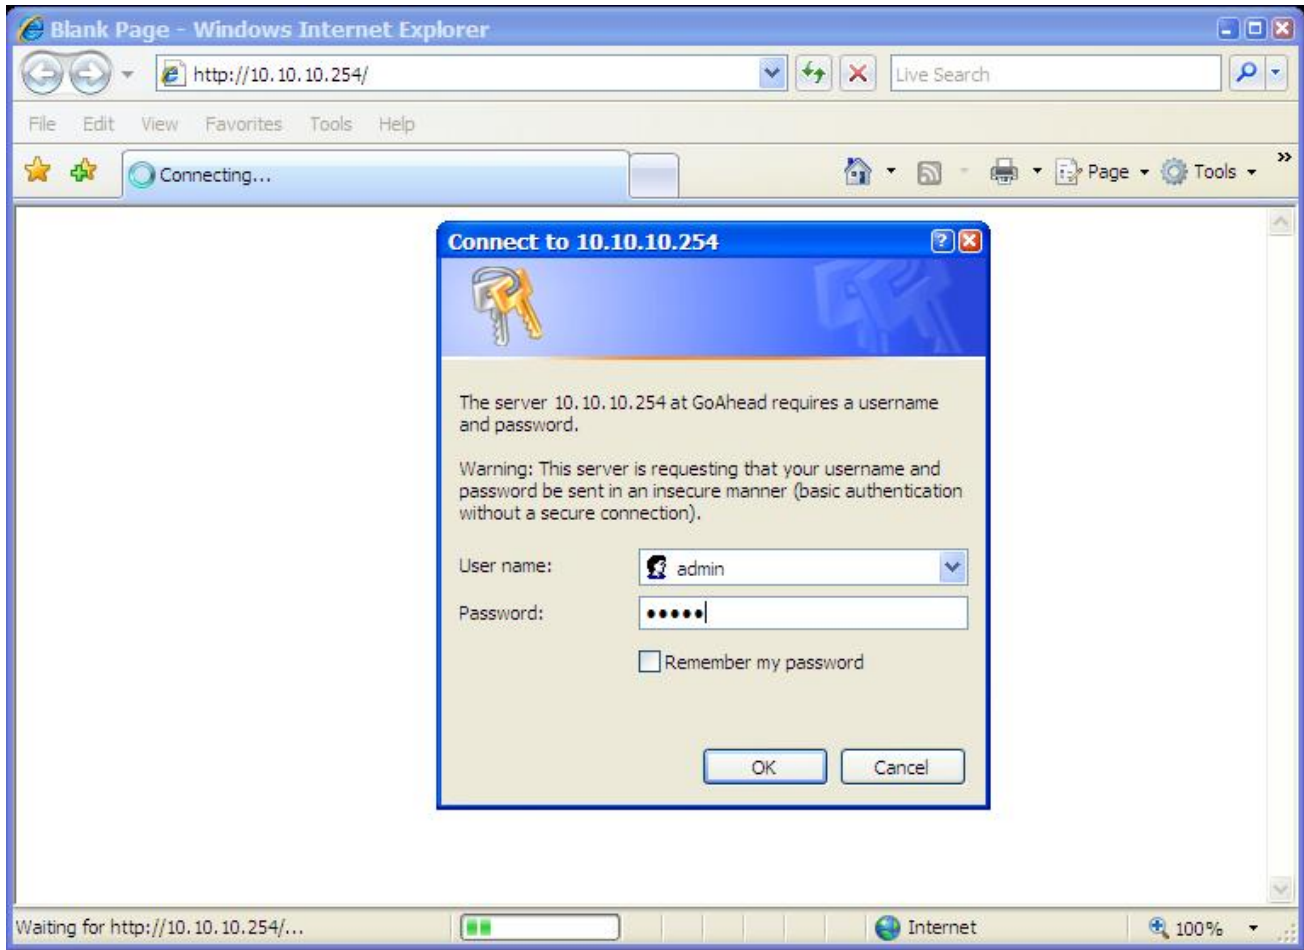 Blank Page - Windows Internet Explorer
http://10.10.10.254/
Live Search
File Edit View Favorites Tools Help
Connecting...
Page Tools »
Connect to 10.10.10.254
The server 10.10.10.254 at GoAhead requires a username
and password.
Warning: This server is requesting that your username and
password be sent in an insecure manner (basic authentication
without a secure connection).
User name:
admin
Password:
•••••
Remember my password
OK
Cancel
Waiting for http://10.10.10.254/...
Internet
100%